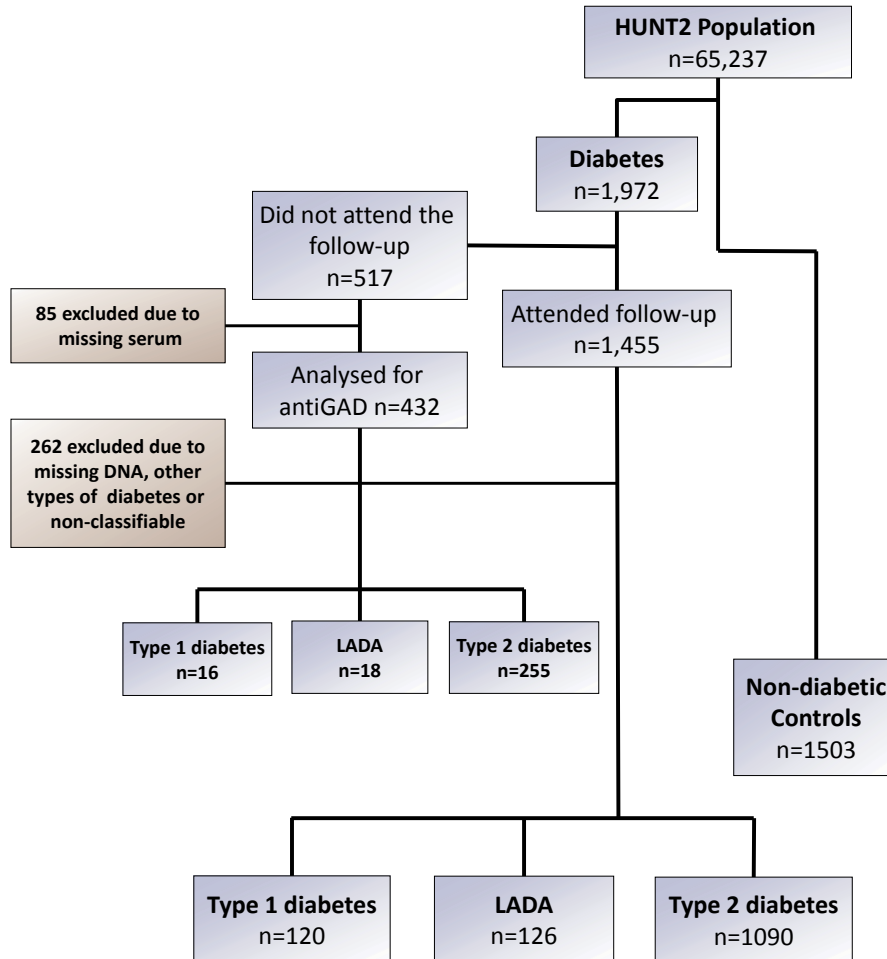 HUNT2 Population
n=65,237
Diabetes
n=1,972
Did not attend the
follow-up
n=517
85 excluded due to
missing serum
Attended follow-up
n=1,455
Analysed for
antiGAD n=432
262 excluded due to
missing DNA, other
types of diabetes or
non-classifiable
Type 1 diabetes
n=16
LADA
n=18
Type 2 diabetes
n=255
Non-diabetic
Controls
n=1503
Type 1 diabetes
n=120
LADA
n=126
Type 2 diabetes
n=1090